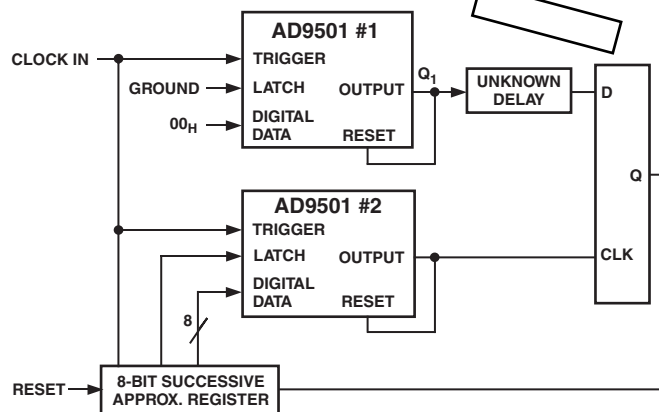 AD9501 #1
CLOCK IN
TRIGGER
GROUND
LATCH
OUTPUT
Q1
UNKNOWN
DELAY
D
00H
DIGITAL
DATA
RESET
Q
AD9501 #2
TRIGGER
LATCH
OUTPUT
CLK
DIGITAL
DATA
RESET
8
RESET
8-BIT SUCCESSIVE
APPROX. REGISTER